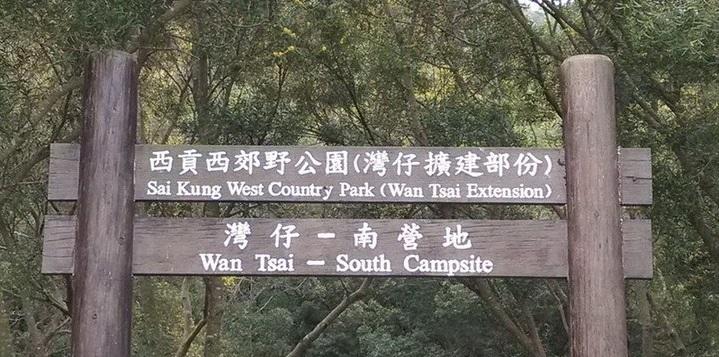 西貢西郊野公園(灣仔擴建部份)
Sai Kung West Country Park (Wan Tsai Extension)
灣仔－南營地
Wan Tsai – South Campsite